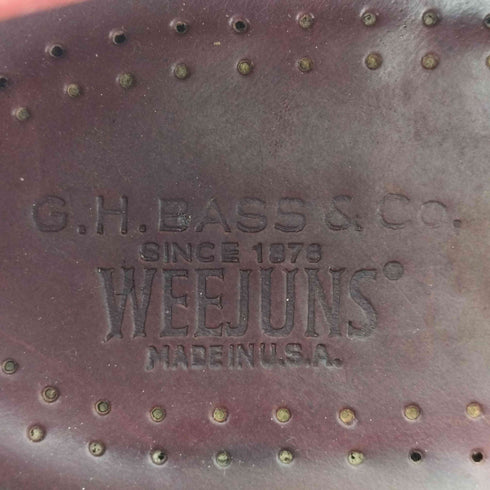 G.H. BASS & Co.
SINCE 1876
WEEJUNS®
MADE IN U.S.A.